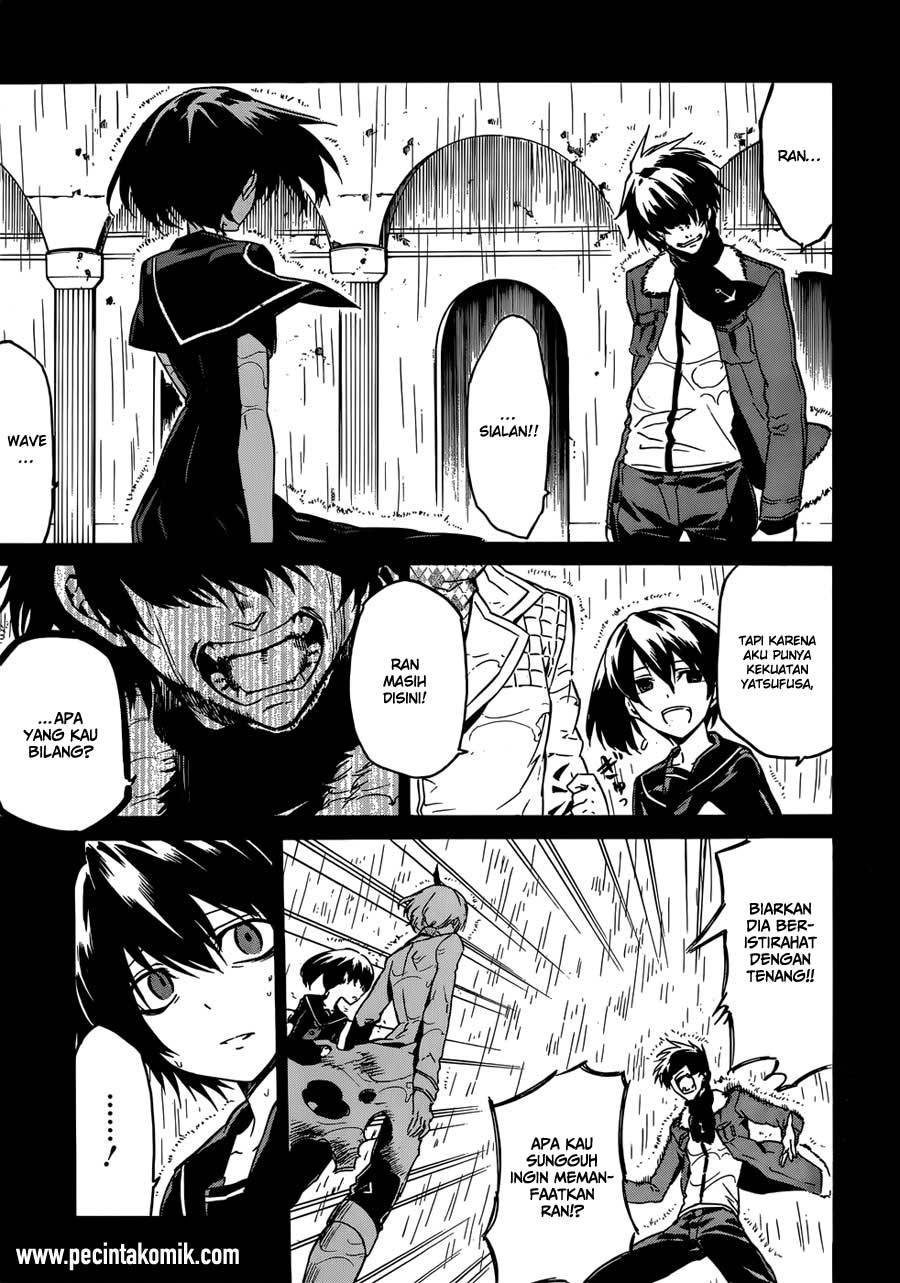 RAN...
...
SIALAN!!
WAVE
...
TAPI KARENA
AKU PUNYA
KEKUATAN
YATSUFUSA,
RAN
MASIH
DISINI!
...APA
YANG KAU
BILANG?
BIARKAN
DIA BER-
ISTIRAHAT
DENGAN
TENANG!!
APA KAU
SUNGGUH
INGIN MEMAN-
FAATKAN
RAN!?
......!
www.pecintakomik.com